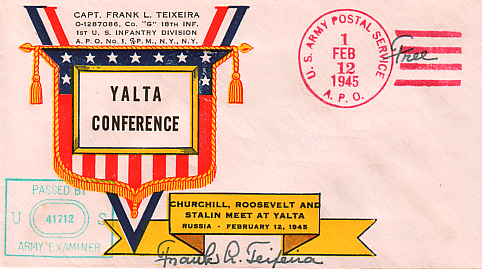 CAPT. FRANK L. TEIXEIRA
O-1287086, Co. "G" 18TH INF.
1ST U. S. INFANTRY DIVISION
A. P. O. No. 1, % P.M., N.Y., N.Y.
U. S. ARMY POSTAL SERVICE
1
FEB
12
1945
A. P. O.
Free
YALTA
CONFERENCE
PASSED BY
U 41712 S
ARMY EXAMINER
CHURCHILL, ROOSEVELT AND
STALIN MEET AT YALTA
RUSSIA · FEBRUARY 12, 1945
Frank L. Teixeira